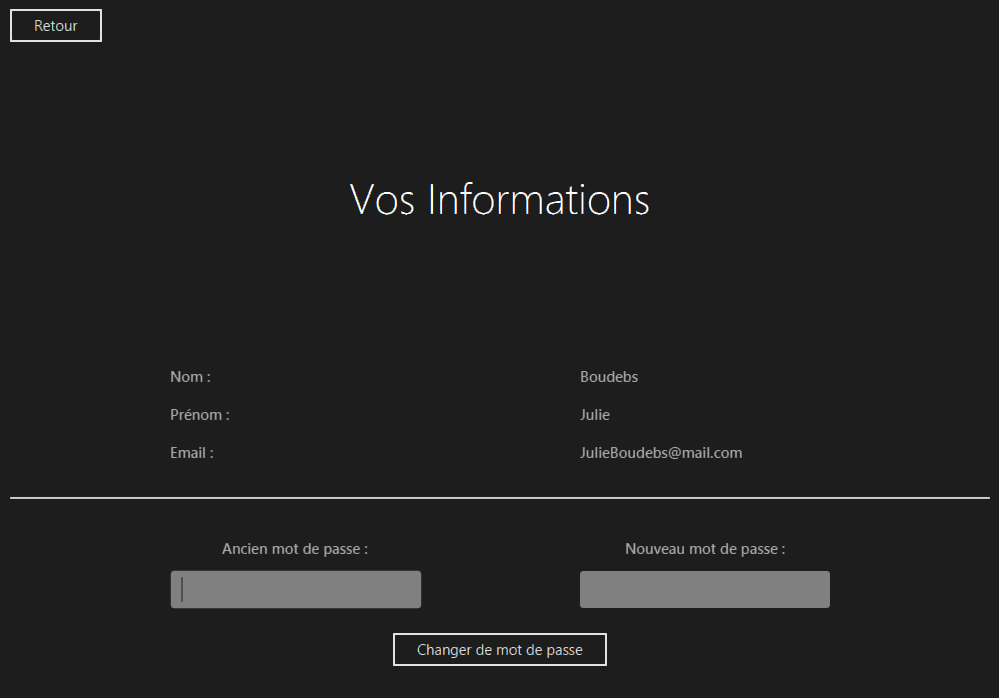 Retour
Vos Informations
Nom : Boudebs
Prénom : Julie
Email : JulieBoudebs@mail.com
Ancien mot de passe : Nouveau mot de passe :
Changer de mot de passe